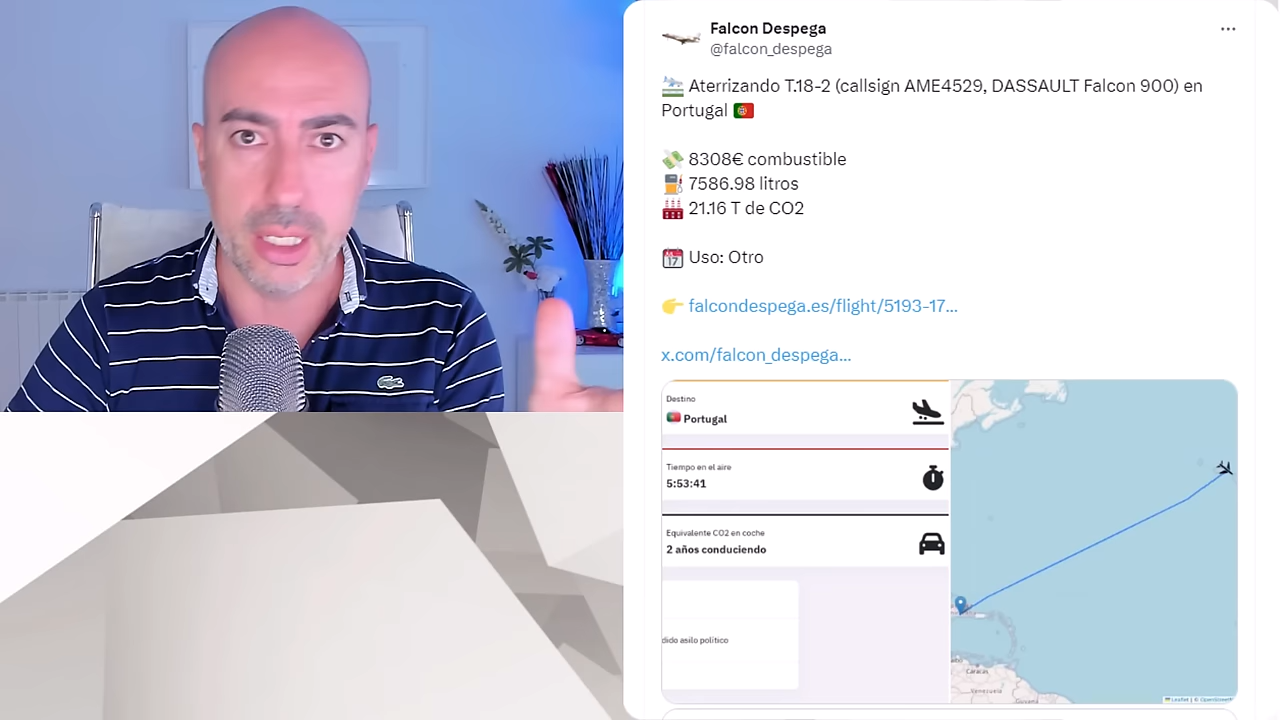 Falcon Despega
@falcon_despega
Aterrizando T.18-2 (callsign AME4529, DASSAULT Falcon 900) en
Portugal
8308€ combustible
7586.98 litros
21.16 T de CO2
17
Uso: Otro
falcondespega.es/flight/5193-17...
x.com/falcon_despega...
Destino
Portugal
Tiempo en el aire
5:53:41
Equivalente CO2 en coche
2 años conduciendo
dido asilo político
Caracas
Venezuela
Leaflet | © OpenStreetM